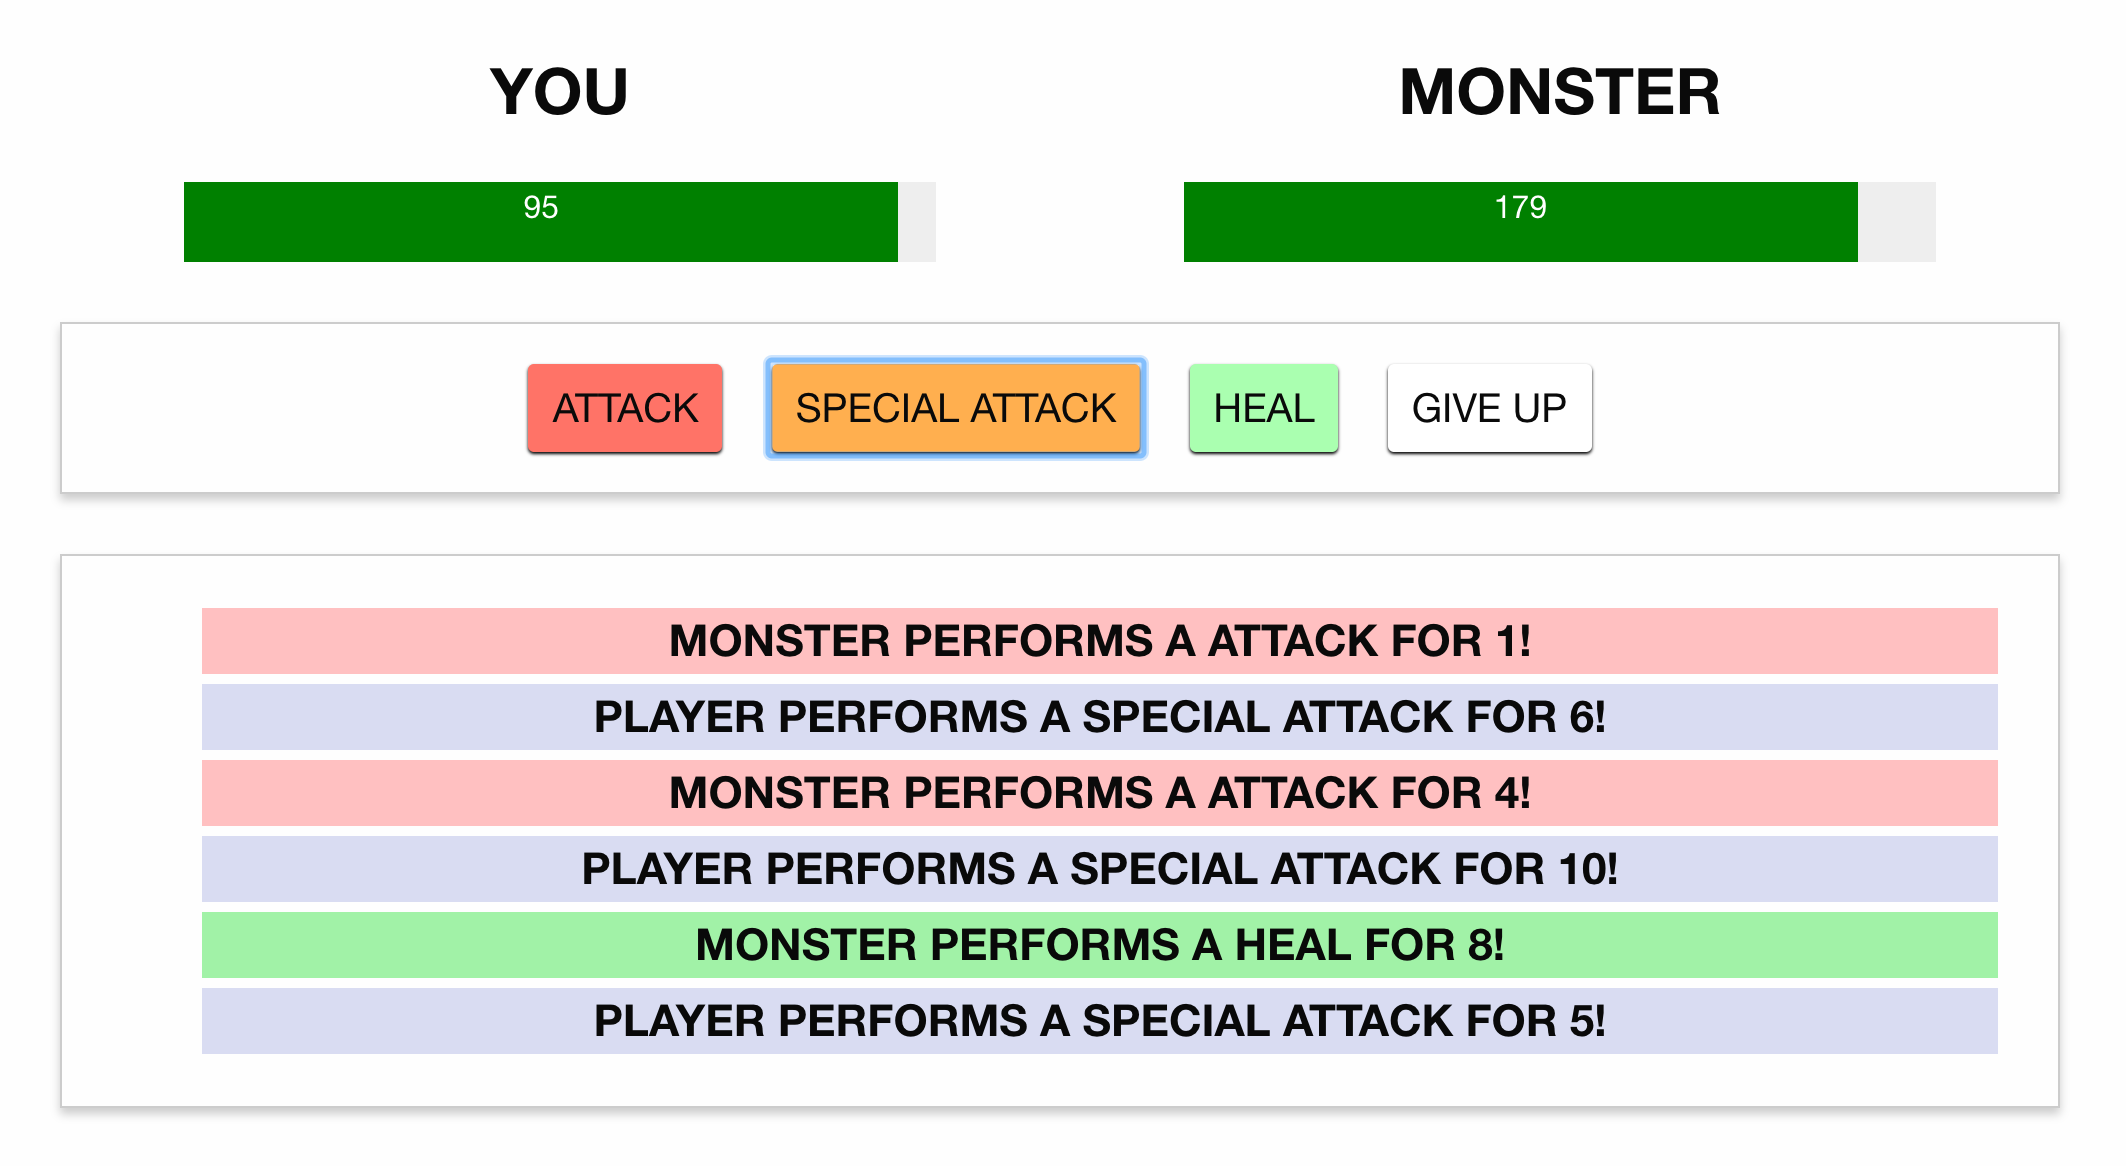 YOU
MONSTER
95
179
ATTACK
SPECIAL ATTACK
HEAL
GIVE UP
MONSTER PERFORMS A ATTACK FOR 1!
PLAYER PERFORMS A SPECIAL ATTACK FOR 6!
MONSTER PERFORMS A ATTACK FOR 4!
PLAYER PERFORMS A SPECIAL ATTACK FOR 10!
MONSTER PERFORMS A HEAL FOR 8!
PLAYER PERFORMS A SPECIAL ATTACK FOR 5!